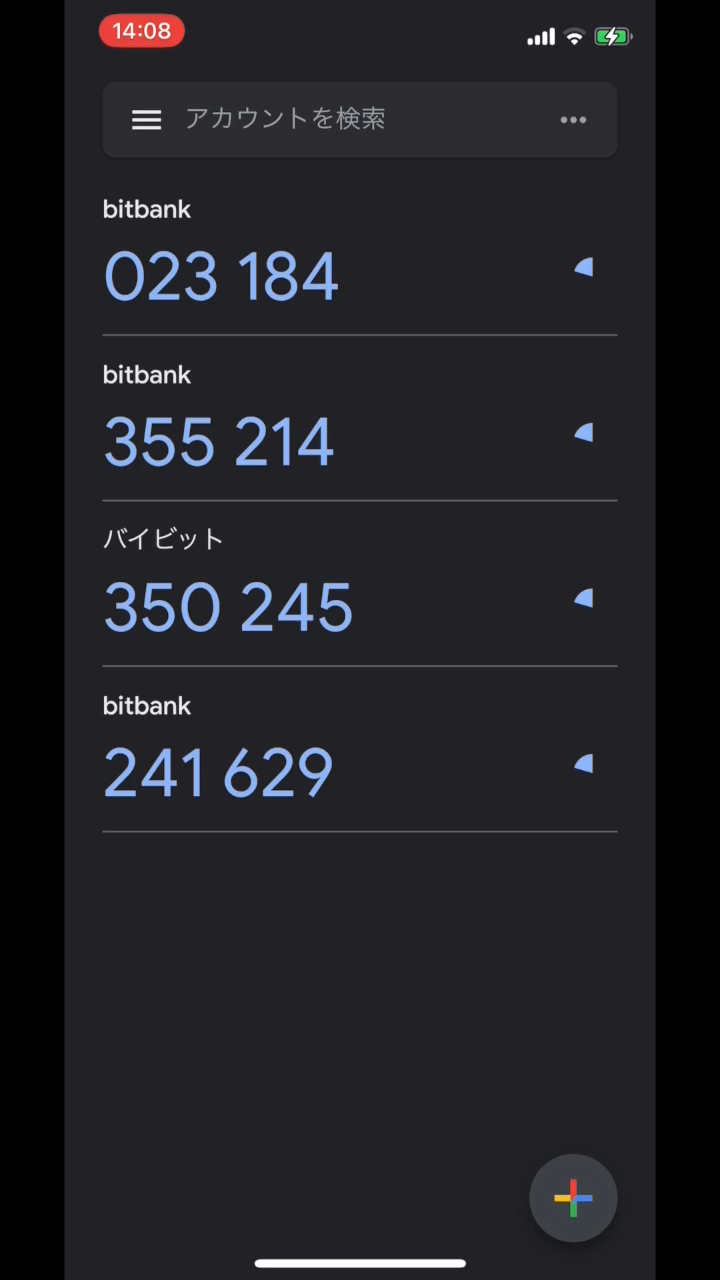 14:08
アカウントを検索
bitbank
023 184
bitbank
355 214
バイビット
350 245
bitbank
241 629